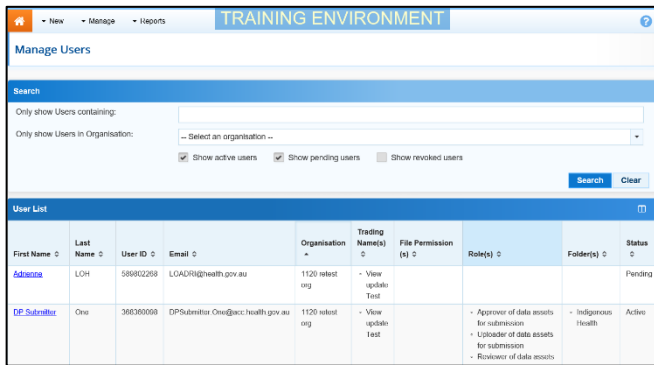 New Manage Reports TRAINING ENVIRONMENT ?
Manage Users
Search
Only show Users containing:
Only show Users in Organisation: -- Select an organisation --
Show active users Show pending users Show revoked users
Search Clear
User List
First Name Last Name User ID Email Organisation Trading Name(s) File Permission (s) Role(s) Folder(s) Status
Adrienne LOH 589802268 LOADRI@health.gov.au 1120 retest org - View update Test Pending
DP Submitter One 368360098 DPSubmitter.One@acc.health.gov.au 1120 retest org - View update Test - Approver of data assets for submission - Uploader of data assets for submission - Reviewer of data assets - Indigenous Health Active